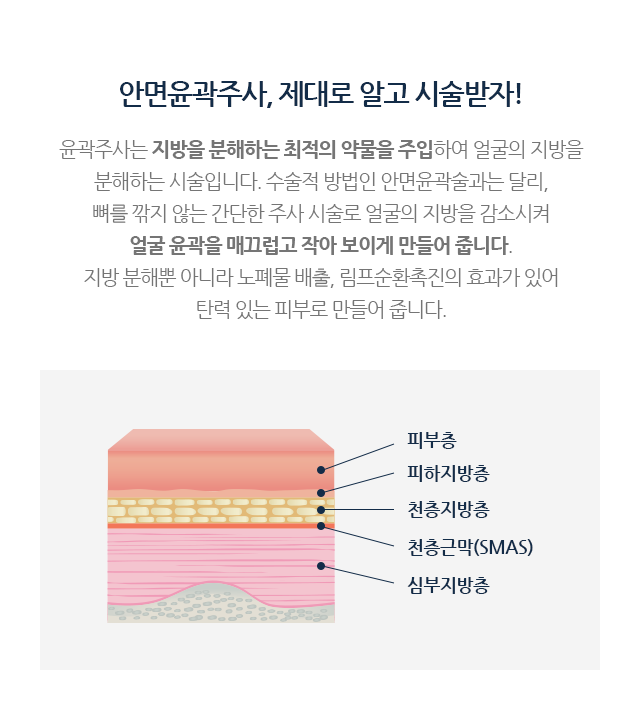 안면윤곽주사, 제대로 알고 시술받자!
윤곽주사는 지방을 분해하는 최적의 약물을 주입하여 얼굴의 지방을
분해하는 시술입니다. 수술적 방법인 안면윤곽술과는 달리,
뼈를 깎지 않는 간단한 주사 시술로 얼굴의 지방을 감소시켜
얼굴 윤곽을 매끄럽고 작아 보이게 만들어 줍니다.
지방 분해뿐 아니라 노폐물 배출, 림프순환촉진의 효과가 있어
탄력 있는 피부로 만들어 줍니다.
피부층
피하지방층
천층지방층
천층근막(SMAS)
심부지방층